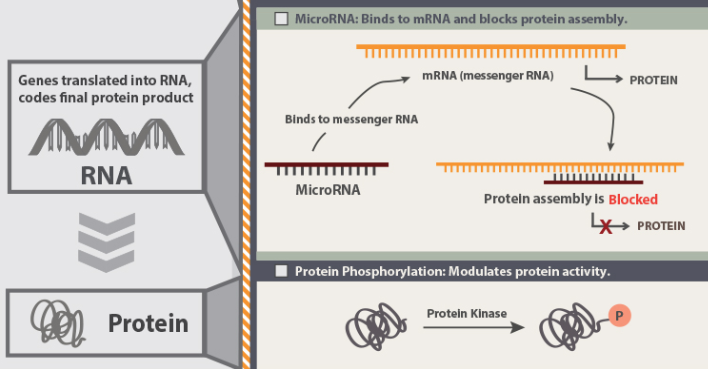 Genes translated into RNA,
codes final protein product
RNA
Protein
MicroRNA: Binds to mRNA and blocks protein assembly.
mRNA (messenger RNA)
PROTEIN
Binds to messenger RNA
MicroRNA
Protein assembly is Blocked
X
PROTEIN
Protein Phosphorylation: Modulates protein activity.
Protein Kinase
P